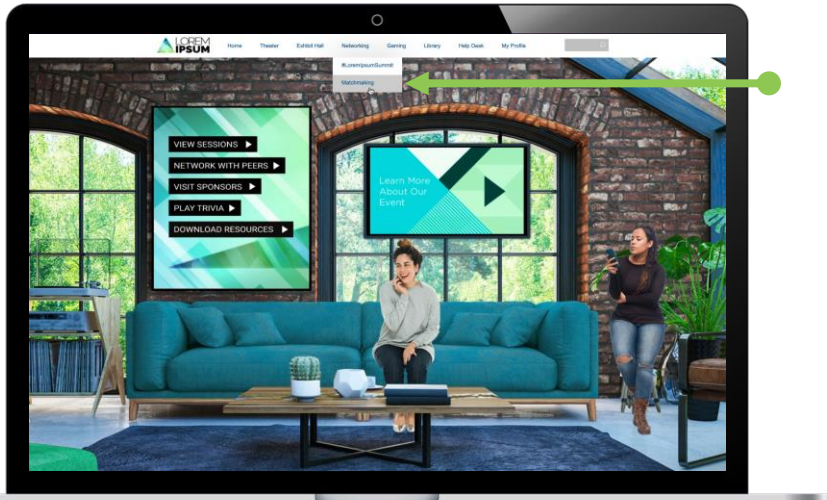 LOREM
IPSUM
Home Theater Exhibit Hall Networking Gaming Library Help Desk My Profile
#LoremIpsumSummit
Matchmaking
VIEW SESSIONS
NETWORK WITH PEERS
VISIT SPONSORS
PLAY TRIVIA
DOWNLOAD RESOURCES
Learn More
About Our
Event